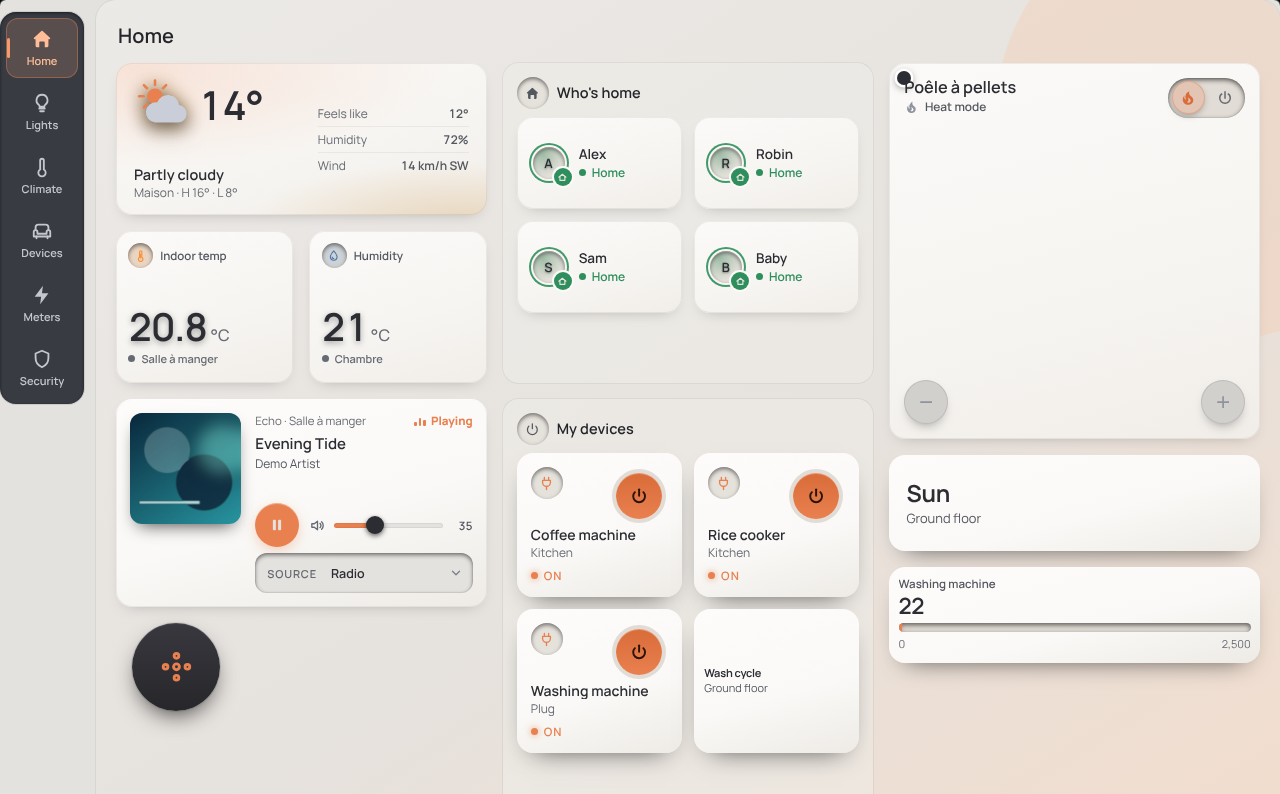 Home
Lights
Climate
Devices
Meters
Security
Home
14°
Feels like 12°
Humidity 72%
Wind 14 km/h SW
Partly cloudy
Maison · H 16° · L 8°
Indoor temp
20.8 °C
Salle à manger
Humidity
21 °C
Chambre
Echo · Salle à manger
Playing
Evening Tide
Demo Artist
35
SOURCE Radio
Who's home
A
Alex
Home
R
Robin
Home
S
Sam
Home
B
Baby
Home
My devices
Coffee machine
Kitchen
ON
Rice cooker
Kitchen
ON
Washing machine
Plug
ON
Wash cycle
Ground floor
Poêle à pellets
Heat mode
Sun
Ground floor
Washing machine
22
0 2,500